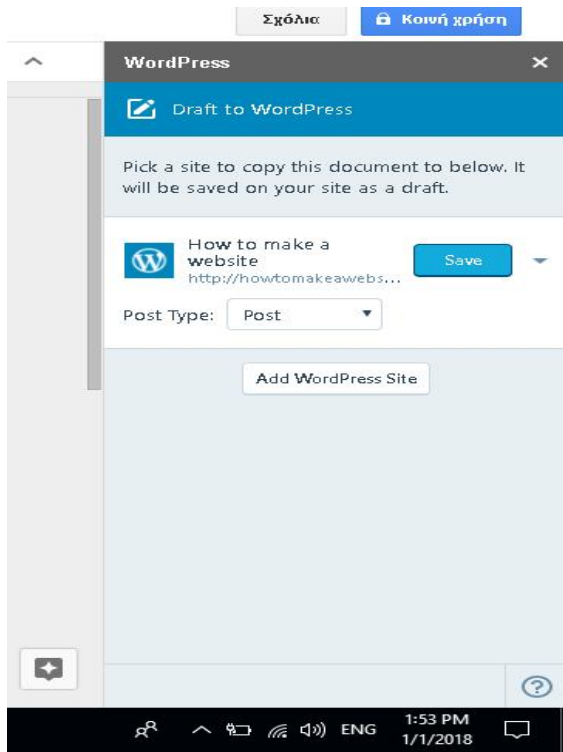 Σχόλια
Κοινή χρήση
WordPress
Draft to WordPress
Pick a site to copy this document to below. It
will be saved on your site as a draft.
How to make a
website
Save
http://howtomakeawebs...
Post Type: Post
Add WordPress Site
ENG
1:53 PM
1/1/2018